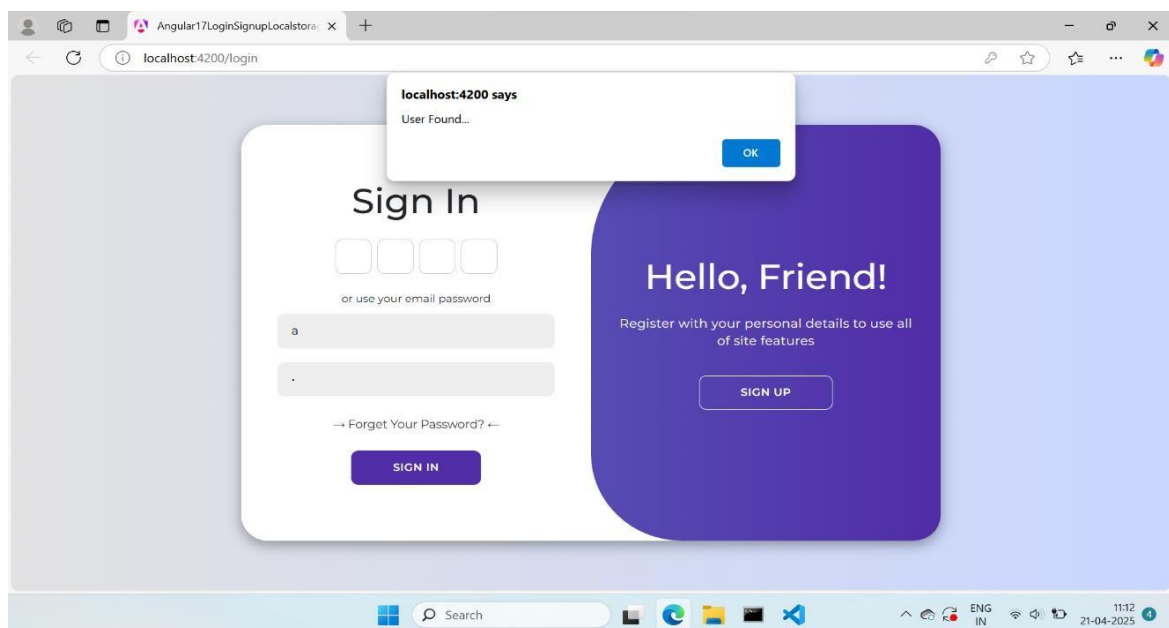 Angular17LoginSignupLocalstora
localhost:4200/login
localhost:4200 says
User Found...
OK
Sign In
or use your email password
a
→ Forget Your Password? ←
SIGN IN
Hello, Friend!
Register with your personal details to use all
of site features
SIGN UP
Search
ENG
IN
11:12
21-04-2025
4